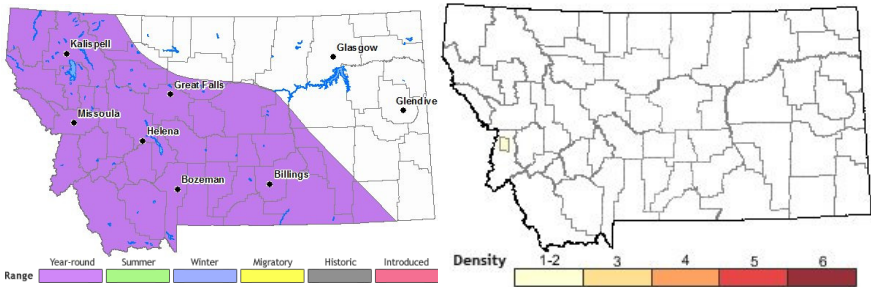 Kalispell
Glasgow
Great Falls
Glendive
Missoula
Helena
Bozeman
Billings
Range Year-round Summer Winter Migratory Historic Introduced
Density 1-2 3 4 5 6